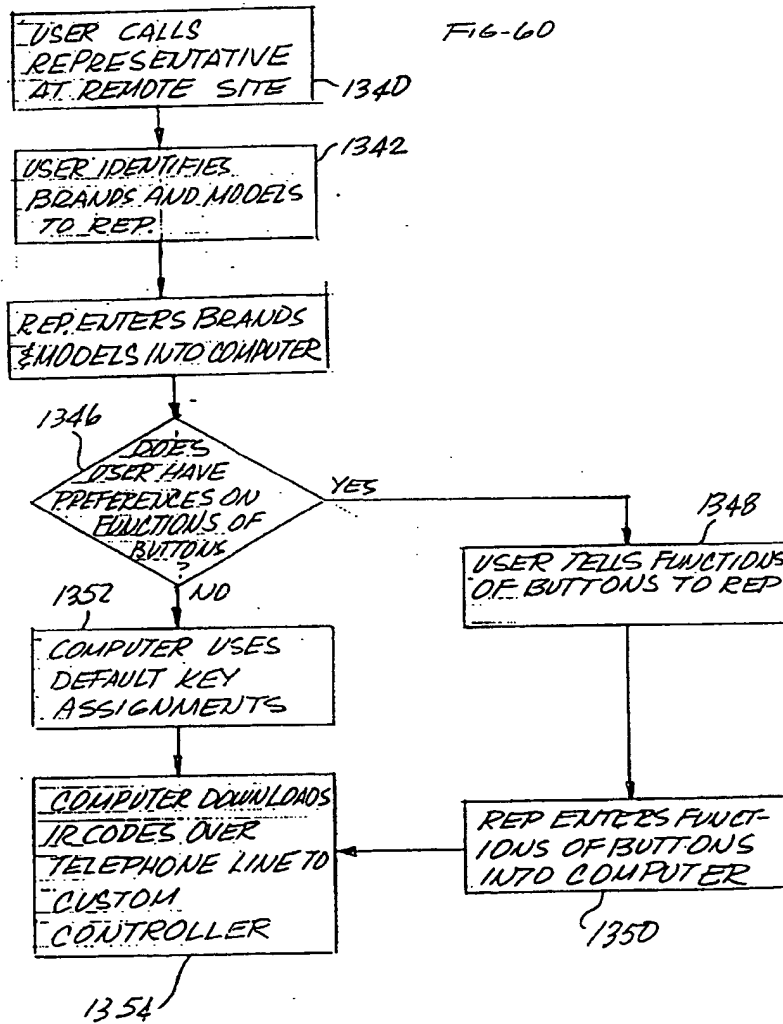 FIG-60
USER CALLS
REPRESENTATIVE
AT REMOTE SITE
1340
1342
USER IDENTIFIES
BRANDS AND MODELS
TO REP.
REP. ENTERS BRANDS
& MODELS INTO COMPUTER
1346
DOES
USER HAVE
PREFERENCES ON
FUNCTIONS OF
BUTTONS
?
YES
NO
1348
USER TELLS FUNCTIONS
OF BUTTONS TO REP
1352
COMPUTER USES
DEFAULT KEY
ASSIGNMENTS
COMPUTER DOWNLOADS
IR CODES OVER
TELEPHONE LINE TO
CUSTOM
CONTROLLER
1354
REP ENTERS FUNCT-
IONS OF BUTTONS
INTO COMPUTER
1350